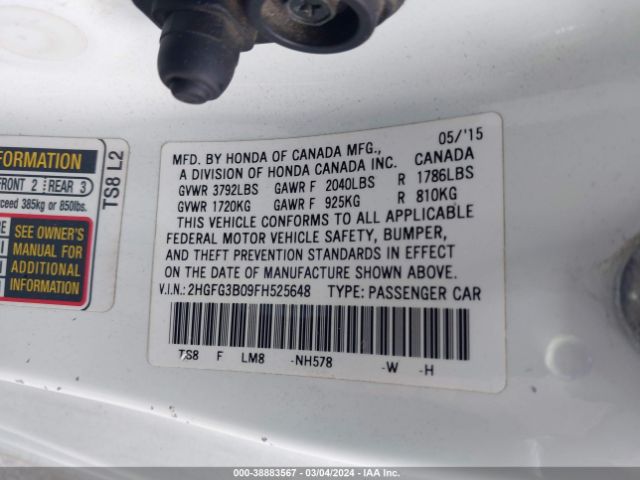 FORMATION
FRONT 2 REAR 3
exceed 385kg or 850lbs.
SEE OWNER'S
MANUAL FOR
ADDITIONAL
INFORMATION
TS8 L2
05/'15
MFD. BY HONDA OF CANADA MFG.,
A DIVISION OF HONDA CANADA INC. CANADA
GVWR 3792LBS GAWR F 2040LBS R 1786LBS
GVWR 1720KG GAWR F 925KG R 810KG
THIS VEHICLE CONFORMS TO ALL APPLICABLE
FEDERAL MOTOR VEHICLE SAFETY, BUMPER,
AND THEFT PREVENTION STANDARDS IN EFFECT
ON THE DATE OF MANUFACTURE SHOWN ABOVE.
V.I.N.: 2HGFG3B09FH525648 TYPE: PASSENGER CAR
TS8 F LM8 -NH578 -W -H
# 38883567 - 03/04/2024 - IAA Inc.